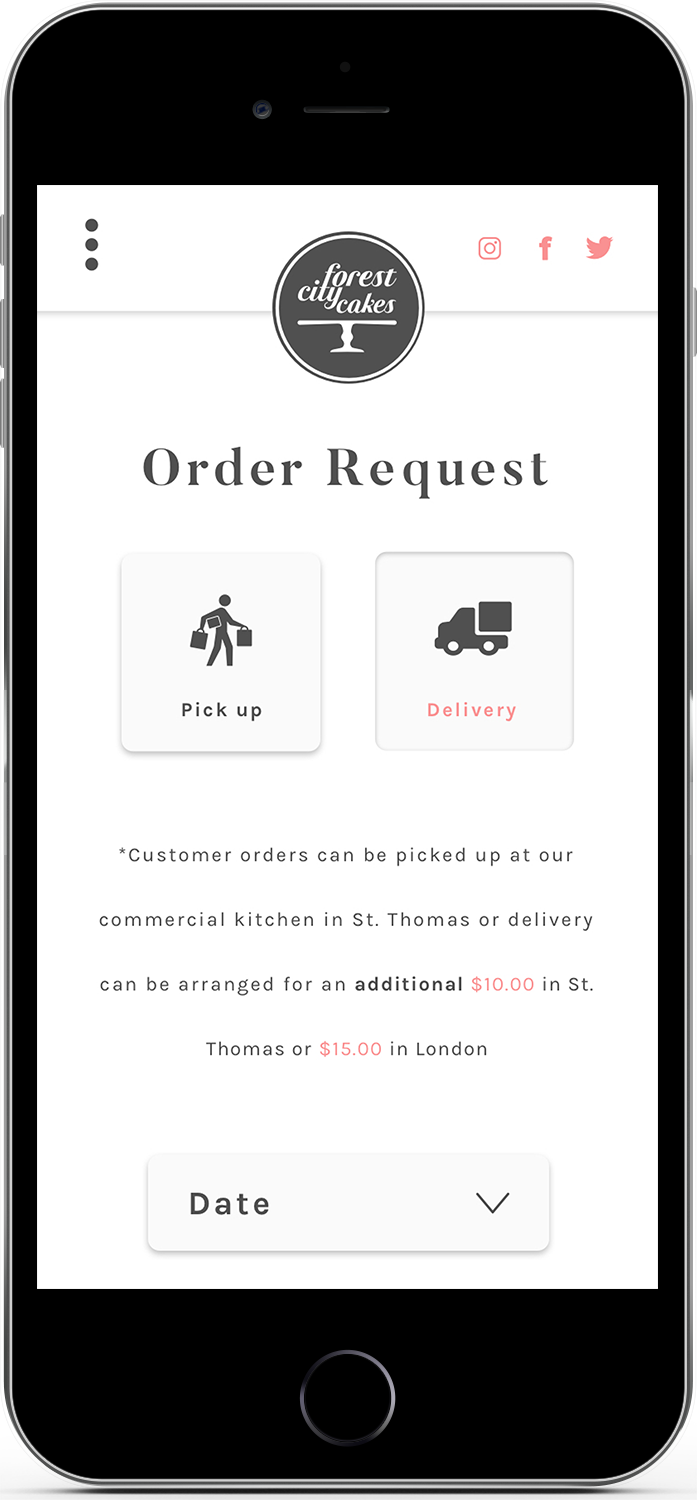 forest
city cakes
Order Request
Pick up
Delivery
*Customer orders can be picked up at our
commercial kitchen in St. Thomas or delivery
can be arranged for an additional $10.00 in St.
Thomas or $15.00 in London
Date